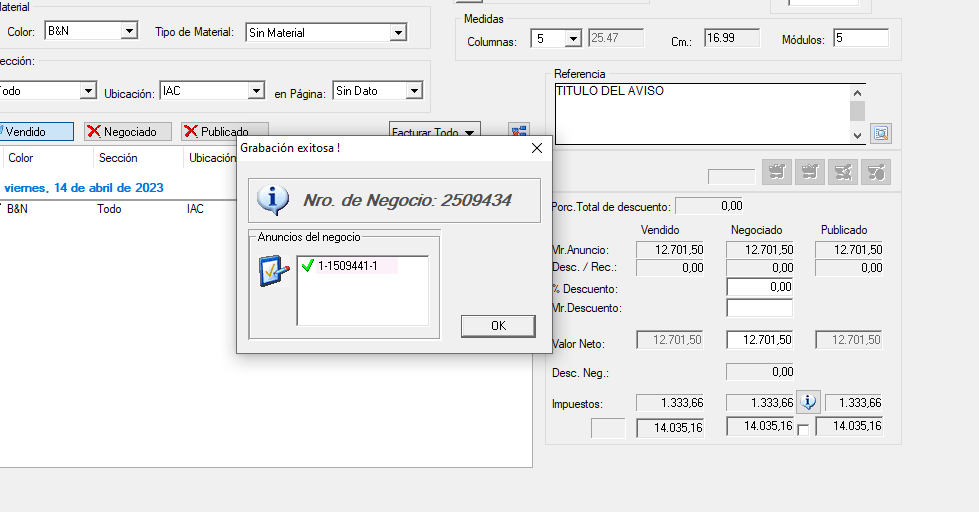 Material
Color:
B&N
Tipo de Material:
Sin Material
Medidas
Columnas:
5
25.47
Cm.:
16.99
Módulos:
5
ección:
Todo
Ubicación:
IAC
en Página:
Sin Dato
Referencia
TITULO DEL AVISO
Vendido
Negociado
Publicado
Facturar Todo
Color
Sección
Ubicación
viernes, 14 de abril de 2023
B&N
Todo
IAC
Grabación exitosa !
Nro. de Negocio: 2509434
Anuncios del negocio
1-1509441-1
OK
Porc.Total de descuento:
0,00
Vendido
Negociado
Publicado
Mr.Anuncio:
12.701,50
12.701,50
12.701,50
Desc. / Rec.:
0,00
0,00
0,00
% Descuento:
0,00
Mr.Descuento:
Valor Neto:
12.701,50
12.701,50
12.701,50
Desc. Neg.:
0,00
Impuestos:
1.333,66
1.333,66
1.333,66
14.035,16
14.035,16
14.035,16